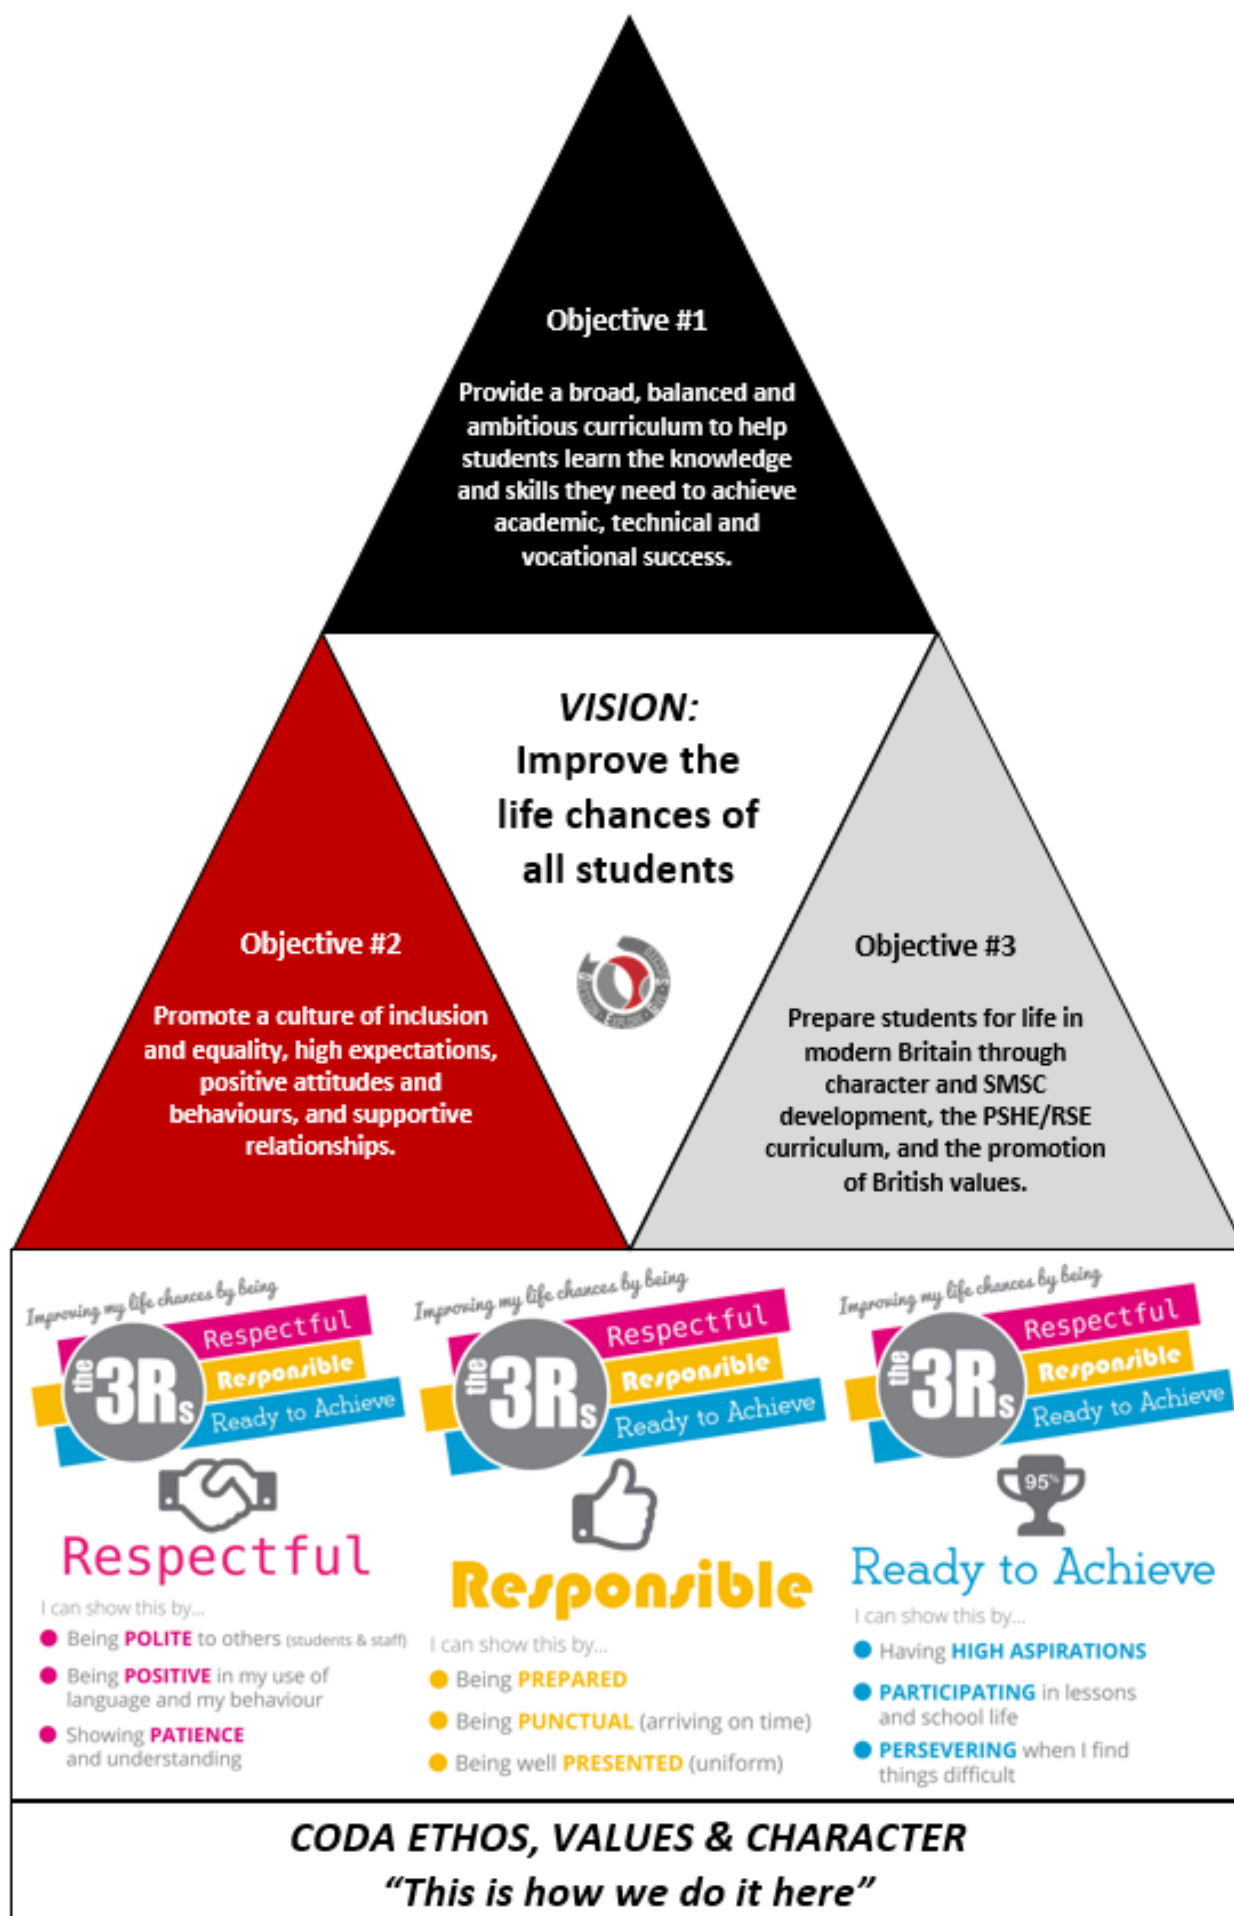 Objective #1
Provide a broad, balanced and
ambitious curriculum to help
students learn the knowledge
and skills they need to achieve
academic, technical and
vocational success.
VISION:
Improve the
life chances of
all students
Objective #2
Promote a culture of inclusion
and equality, high expectations,
positive attitudes and
behaviours, and supportive
relationships.
Objective #3
Prepare students for life in
modern Britain through
character and SMSC
development, the PSHE/RSE
curriculum, and the promotion
of British values.
Improving my life chances by being
the 3Rs
Respectful
Responsible
Ready to Achieve
Respectful
I can show this by...
Being POLITE to others (students & staff)
Being POSITIVE in my use of
language and my behaviour
Showing PATIENCE
and understanding
Improving my life chances by being
the 3Rs
Respectful
Responsible
Ready to Achieve
Responsible
I can show this by...
Being PREPARED
Being PUNCTUAL (arriving on time)
Being well PRESENTED (uniform)
Improving my life chances by being
the 3Rs
Respectful
Responsible
Ready to Achieve
95%
Ready to Achieve
I can show this by...
Having HIGH ASPIRATIONS
PARTICIPATING in lessons
and school life
PERSEVERING when I find
things difficult
CODA ETHOS, VALUES & CHARACTER
“This is how we do it here”